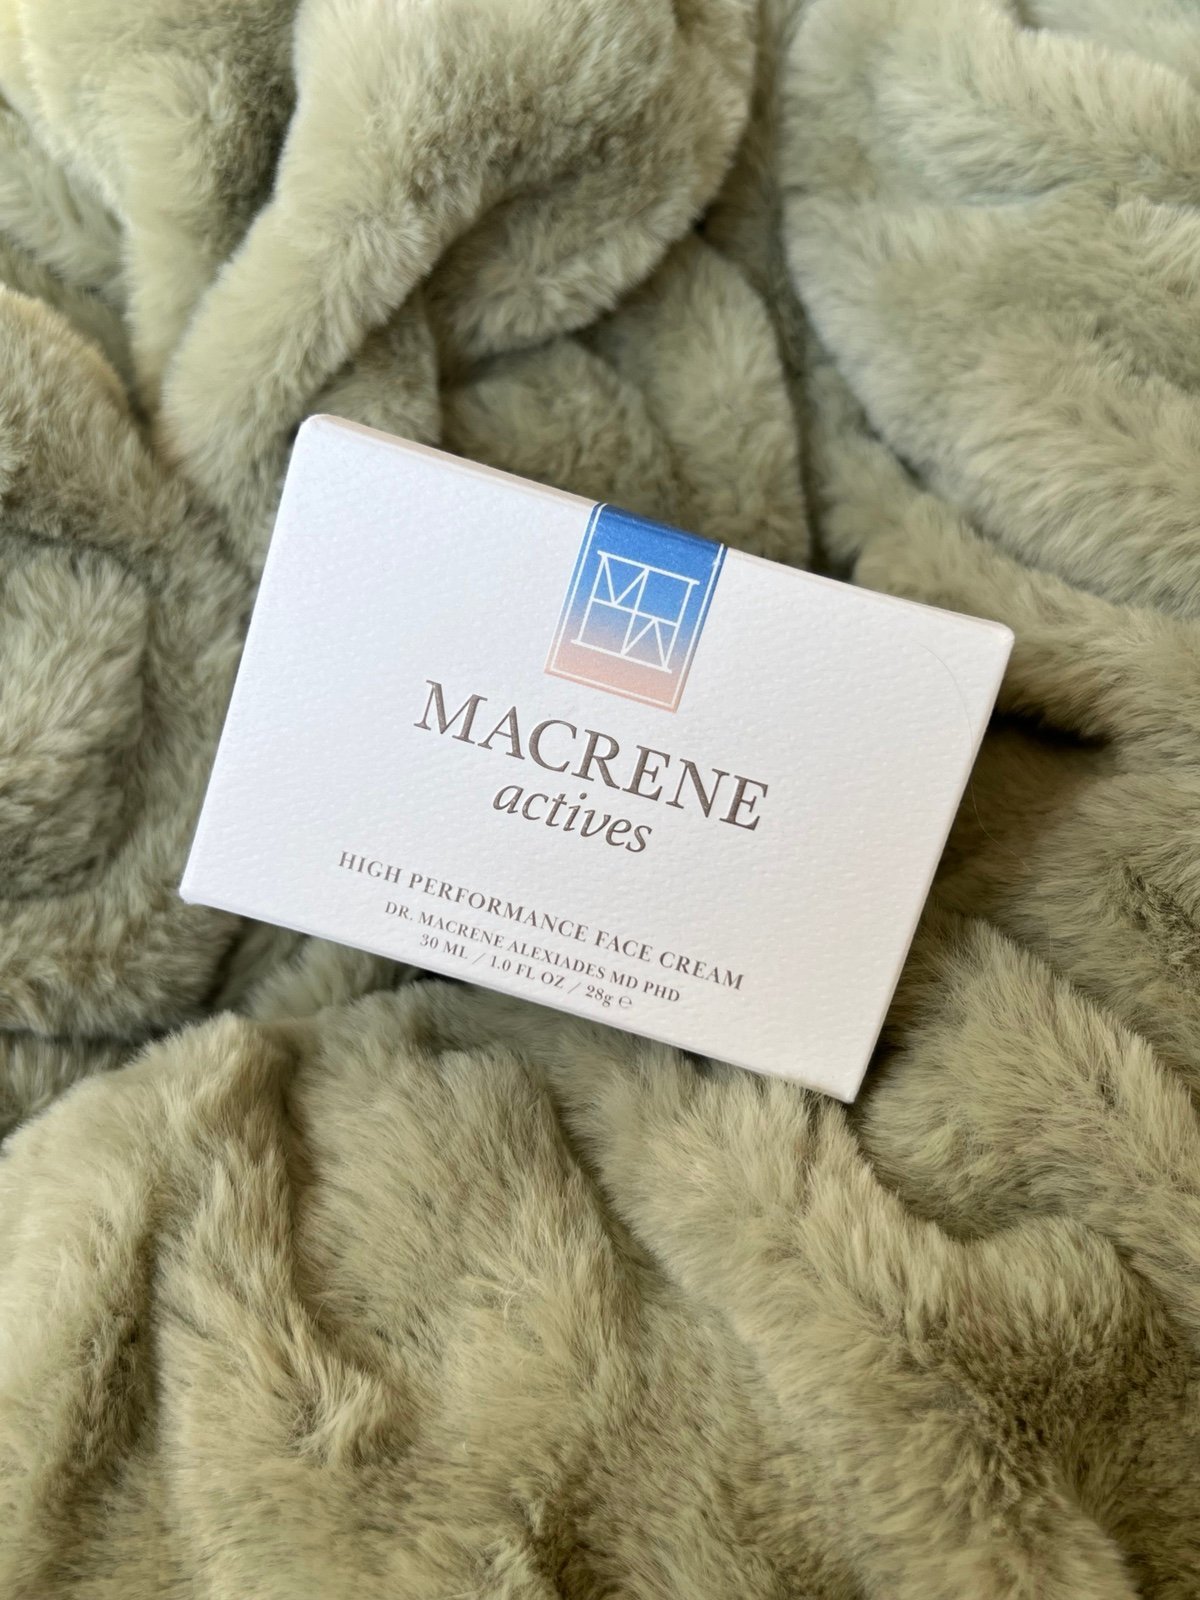 MACRENE
actives
HIGH PERFORMANCE FACE CREAM
DR. MACRENE ALEXIADES MD PHD
30 ML / 1.0 FL OZ / 28g ℮